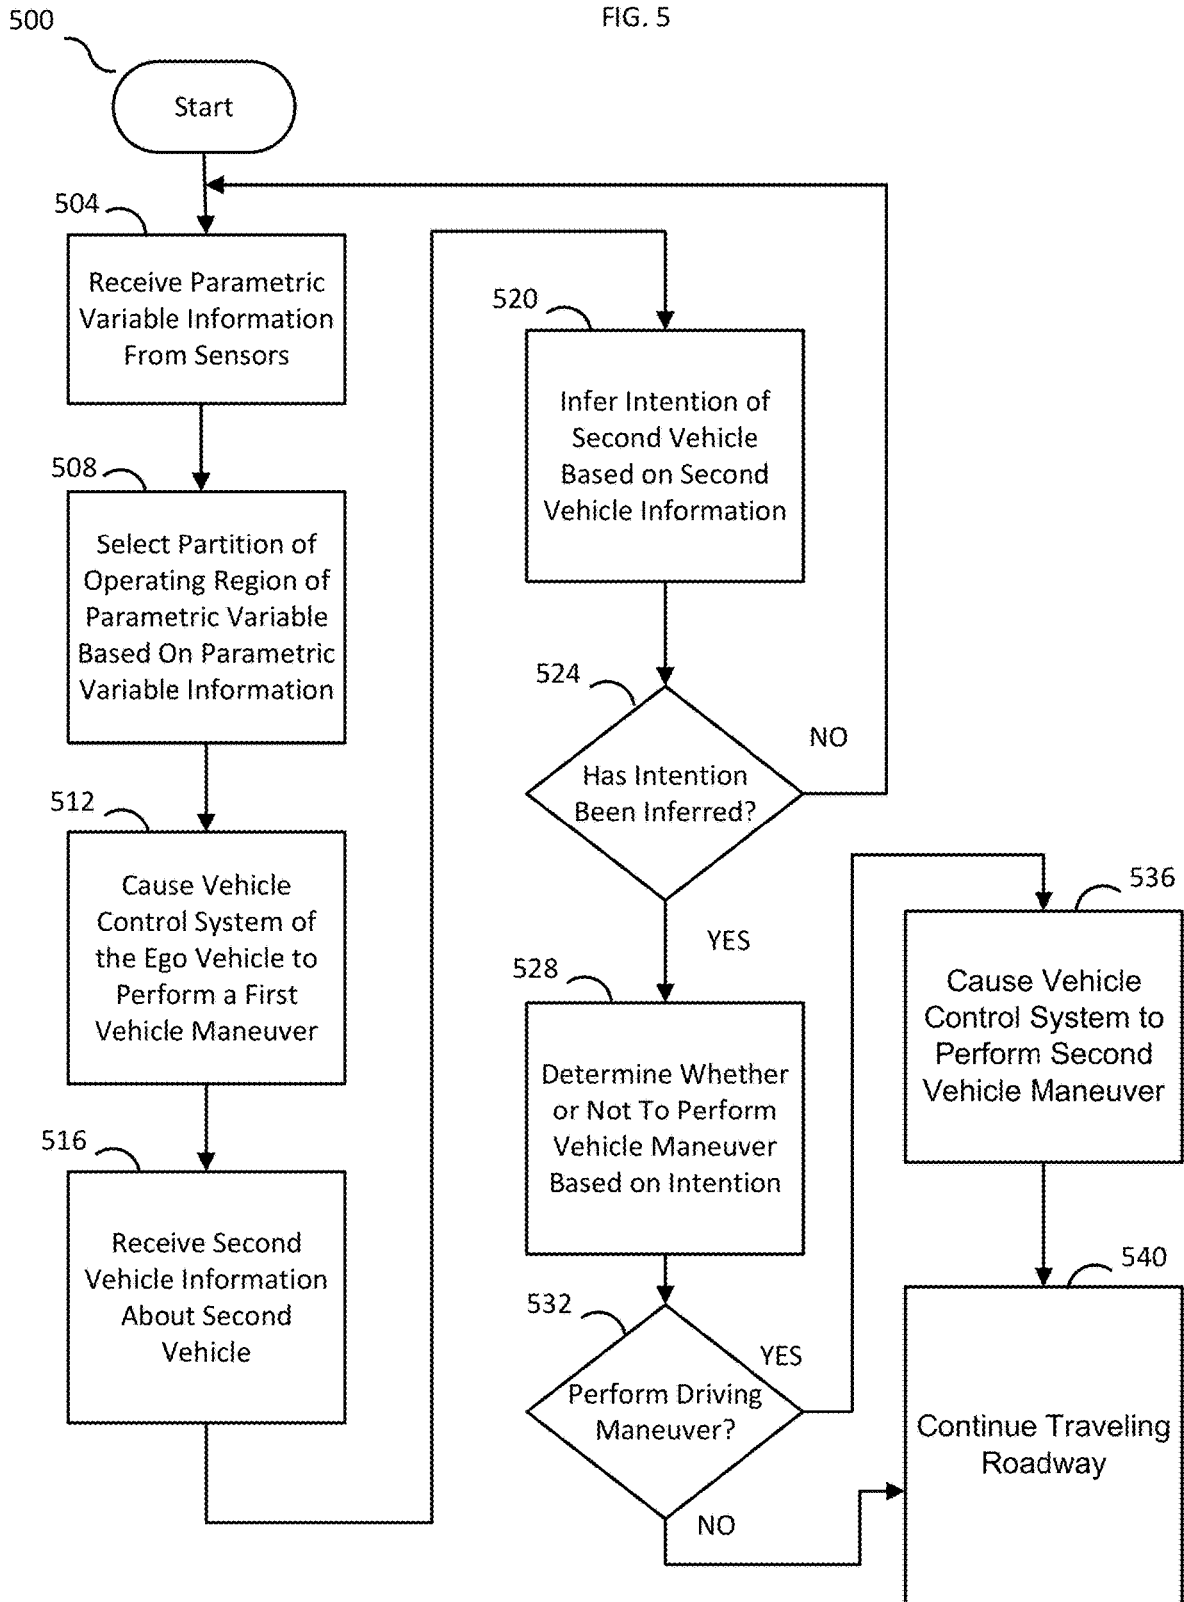 FIG. 5
500
Start
504
Receive Parametric
Variable Information
From Sensors
508
Select Partition of
Operating Region of
Parametric Variable
Based On Parametric
Variable Information
512
Cause Vehicle
Control System of
the Ego Vehicle to
Perform a First
Vehicle Maneuver
516
Receive Second
Vehicle Information
About Second
Vehicle
520
Infer Intention of
Second Vehicle
Based on Second
Vehicle Information
524
Has Intention
Been Inferred?
NO
YES
528
Determine Whether
or Not To Perform
Vehicle Maneuver
Based on Intention
532
Perform Driving
Maneuver?
YES
NO
536
Cause Vehicle
Control System to
Perform Second
Vehicle Maneuver
540
Continue Traveling
Roadway